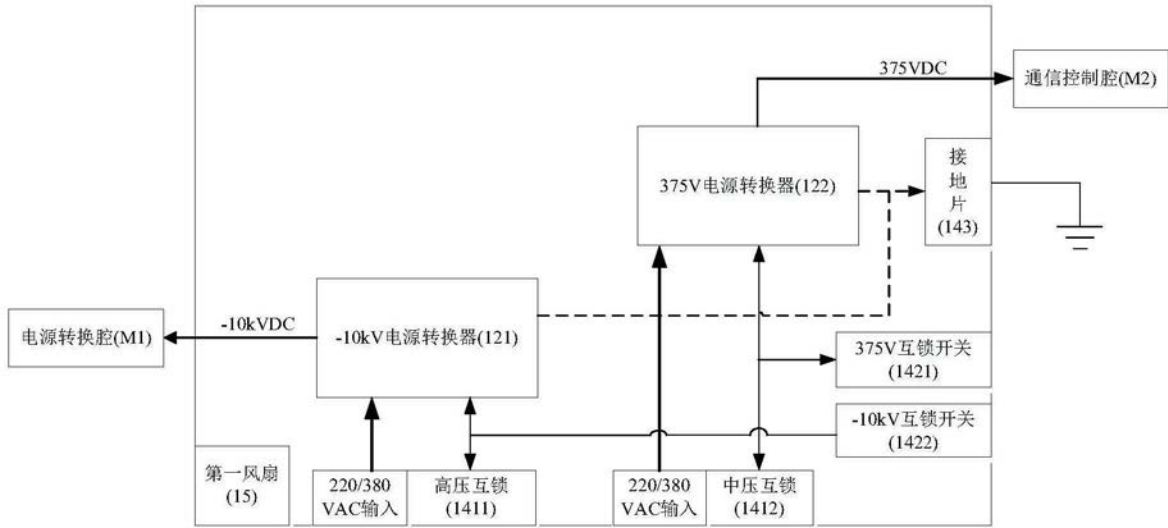 375VDC
通信控制腔(M2)
375V电源转换器(122)
接
地
片
(143)
电源转换腔(M1)
-10kVDC
-10kV电源转换器(121)
375V互锁开关
(1421)
-10kV互锁开关
(1422)
第一风扇
(15)
220/380
VAC输入
高压互锁
(1411)
220/380
VAC输入
中压互锁
(1412)